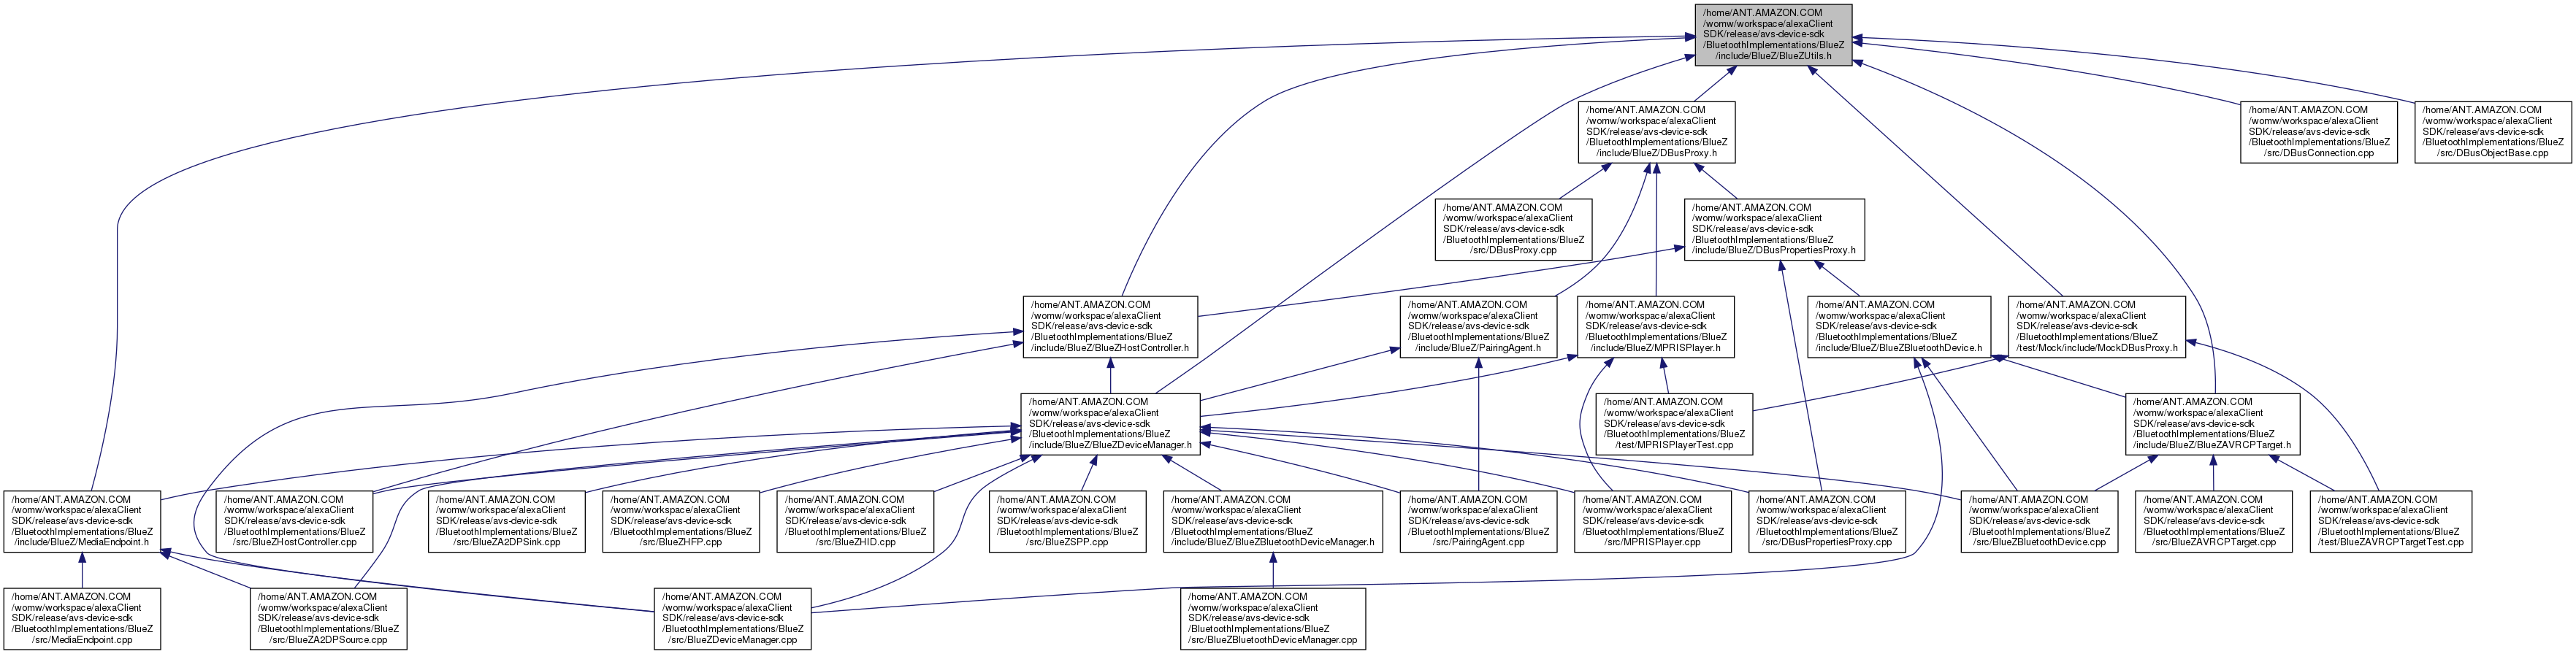 /home/ANT.AMAZON.COM
/womw/workspace/alexaClient
SDK/release/avs-device-sdk
/BluetoothImplementations/BlueZ
/include/BlueZ/BlueZUtils.h
/home/ANT.AMAZON.COM
/womw/workspace/alexaClient
SDK/release/avs-device-sdk
/BluetoothImplementations/BlueZ
/include/BlueZ/DBusProxy.h
/home/ANT.AMAZON.COM
/womw/workspace/alexaClient
SDK/release/avs-device-sdk
/BluetoothImplementations/BlueZ
/src/DBusConnection.cpp
/home/ANT.AMAZON.COM
/womw/workspace/alexaClient
SDK/release/avs-device-sdk
/BluetoothImplementations/BlueZ
/src/DBusObjectBase.cpp
/home/ANT.AMAZON.COM
/womw/workspace/alexaClient
SDK/release/avs-device-sdk
/BluetoothImplementations/BlueZ
/src/DBusProxy.cpp
/home/ANT.AMAZON.COM
/womw/workspace/alexaClient
SDK/release/avs-device-sdk
/BluetoothImplementations/BlueZ
/include/BlueZ/DBusPropertiesProxy.h
/home/ANT.AMAZON.COM
/womw/workspace/alexaClient
SDK/release/avs-device-sdk
/BluetoothImplementations/BlueZ
/include/BlueZ/BlueZHostController.h
/home/ANT.AMAZON.COM
/womw/workspace/alexaClient
SDK/release/avs-device-sdk
/BluetoothImplementations/BlueZ
/include/BlueZ/PairingAgent.h
/home/ANT.AMAZON.COM
/womw/workspace/alexaClient
SDK/release/avs-device-sdk
/BluetoothImplementations/BlueZ
/include/BlueZ/MPRISPlayer.h
/home/ANT.AMAZON.COM
/womw/workspace/alexaClient
SDK/release/avs-device-sdk
/BluetoothImplementations/BlueZ
/include/BlueZ/BlueZBluetoothDevice.h
/home/ANT.AMAZON.COM
/womw/workspace/alexaClient
SDK/release/avs-device-sdk
/BluetoothImplementations/BlueZ
/test/Mock/include/MockDBusProxy.h
/home/ANT.AMAZON.COM
/womw/workspace/alexaClient
SDK/release/avs-device-sdk
/BluetoothImplementations/BlueZ
/include/BlueZ/BlueZDeviceManager.h
/home/ANT.AMAZON.COM
/womw/workspace/alexaClient
SDK/release/avs-device-sdk
/BluetoothImplementations/BlueZ
/test/MPRISPlayerTest.cpp
/home/ANT.AMAZON.COM
/womw/workspace/alexaClient
SDK/release/avs-device-sdk
/BluetoothImplementations/BlueZ
/include/BlueZ/BlueZAVRCPTarget.h
/home/ANT.AMAZON.COM
/womw/workspace/alexaClient
SDK/release/avs-device-sdk
/BluetoothImplementations/BlueZ
/include/BlueZ/MediaEndpoint.h
/home/ANT.AMAZON.COM
/womw/workspace/alexaClient
SDK/release/avs-device-sdk
/BluetoothImplementations/BlueZ
/src/BlueZHostController.cpp
/home/ANT.AMAZON.COM
/womw/workspace/alexaClient
SDK/release/avs-device-sdk
/BluetoothImplementations/BlueZ
/src/BlueZA2DPSink.cpp
/home/ANT.AMAZON.COM
/womw/workspace/alexaClient
SDK/release/avs-device-sdk
/BluetoothImplementations/BlueZ
/src/BlueZHFP.cpp
/home/ANT.AMAZON.COM
/womw/workspace/alexaClient
SDK/release/avs-device-sdk
/BluetoothImplementations/BlueZ
/src/BlueZHID.cpp
/home/ANT.AMAZON.COM
/womw/workspace/alexaClient
SDK/release/avs-device-sdk
/BluetoothImplementations/BlueZ
/src/BlueZSPP.cpp
/home/ANT.AMAZON.COM
/womw/workspace/alexaClient
SDK/release/avs-device-sdk
/BluetoothImplementations/BlueZ
/include/BlueZ/BlueZBluetoothDeviceManager.h
/home/ANT.AMAZON.COM
/womw/workspace/alexaClient
SDK/release/avs-device-sdk
/BluetoothImplementations/BlueZ
/src/PairingAgent.cpp
/home/ANT.AMAZON.COM
/womw/workspace/alexaClient
SDK/release/avs-device-sdk
/BluetoothImplementations/BlueZ
/src/MPRISPlayer.cpp
/home/ANT.AMAZON.COM
/womw/workspace/alexaClient
SDK/release/avs-device-sdk
/BluetoothImplementations/BlueZ
/src/DBusPropertiesProxy.cpp
/home/ANT.AMAZON.COM
/womw/workspace/alexaClient
SDK/release/avs-device-sdk
/BluetoothImplementations/BlueZ
/src/BlueZBluetoothDevice.cpp
/home/ANT.AMAZON.COM
/womw/workspace/alexaClient
SDK/release/avs-device-sdk
/BluetoothImplementations/BlueZ
/src/BlueZAVRCPTarget.cpp
/home/ANT.AMAZON.COM
/womw/workspace/alexaClient
SDK/release/avs-device-sdk
/BluetoothImplementations/BlueZ
/test/BlueZAVRCPTargetTest.cpp
/home/ANT.AMAZON.COM
/womw/workspace/alexaClient
SDK/release/avs-device-sdk
/BluetoothImplementations/BlueZ
/src/MediaEndpoint.cpp
/home/ANT.AMAZON.COM
/womw/workspace/alexaClient
SDK/release/avs-device-sdk
/BluetoothImplementations/BlueZ
/src/BlueZA2DPSource.cpp
/home/ANT.AMAZON.COM
/womw/workspace/alexaClient
SDK/release/avs-device-sdk
/BluetoothImplementations/BlueZ
/src/BlueZDeviceManager.cpp
/home/ANT.AMAZON.COM
/womw/workspace/alexaClient
SDK/release/avs-device-sdk
/BluetoothImplementations/BlueZ
/src/BlueZBluetoothDeviceManager.cpp